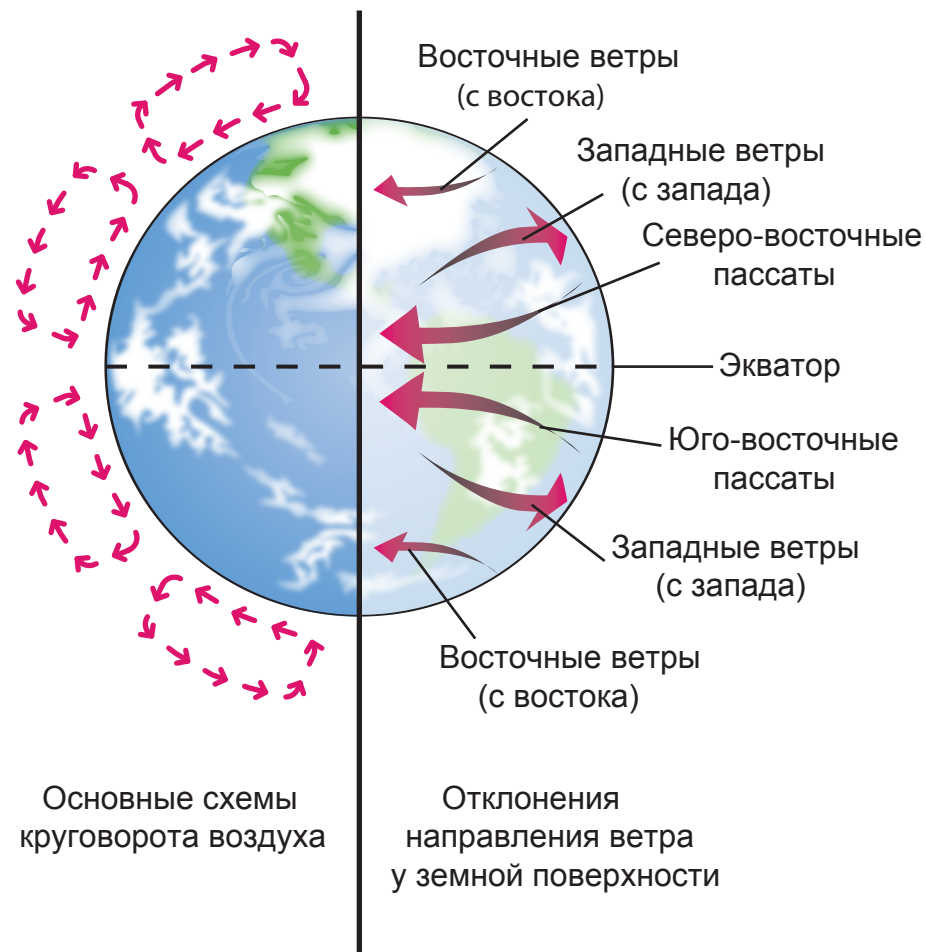 Восточные ветры
(с востока)
Западные ветры
(с запада)
Северо-восточные
пассаты
Экватор
Юго-восточные
пассаты
Западные ветры
(с запада)
Восточные ветры
(с востока)
Основные схемы
круговорота воздуха
Отклонения
направления ветра
у земной поверхности